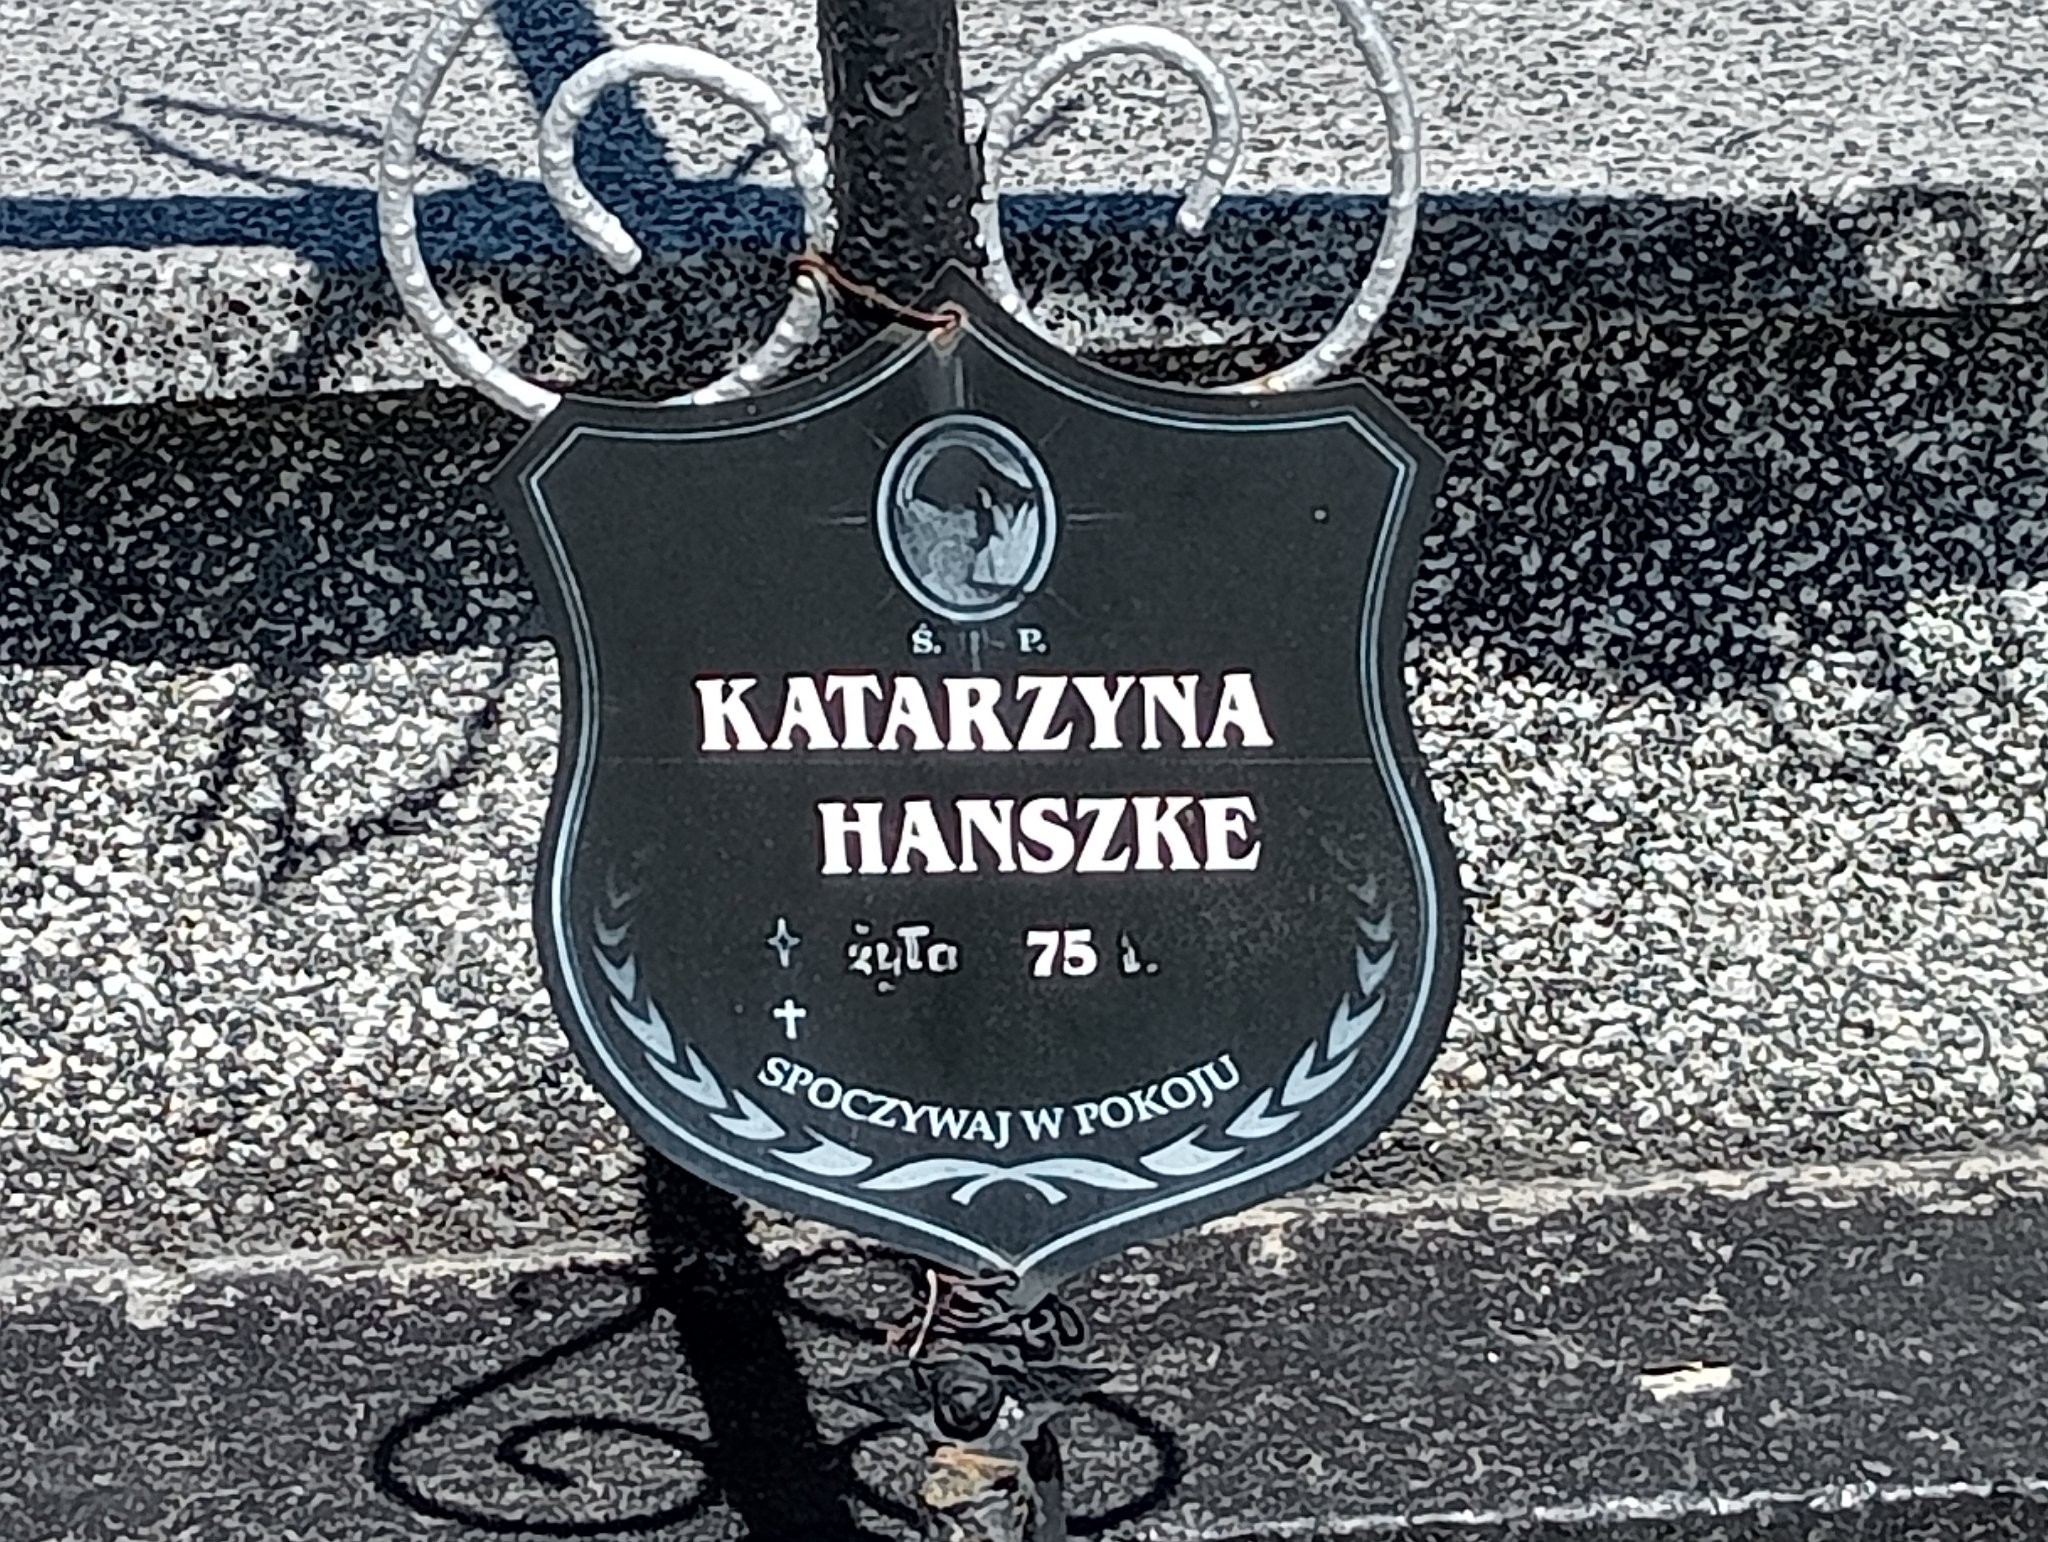 Ś. P.
KATARZYNA
HANSZKE
żyła 75 l.
SPOCZYWAJ W POKOJU